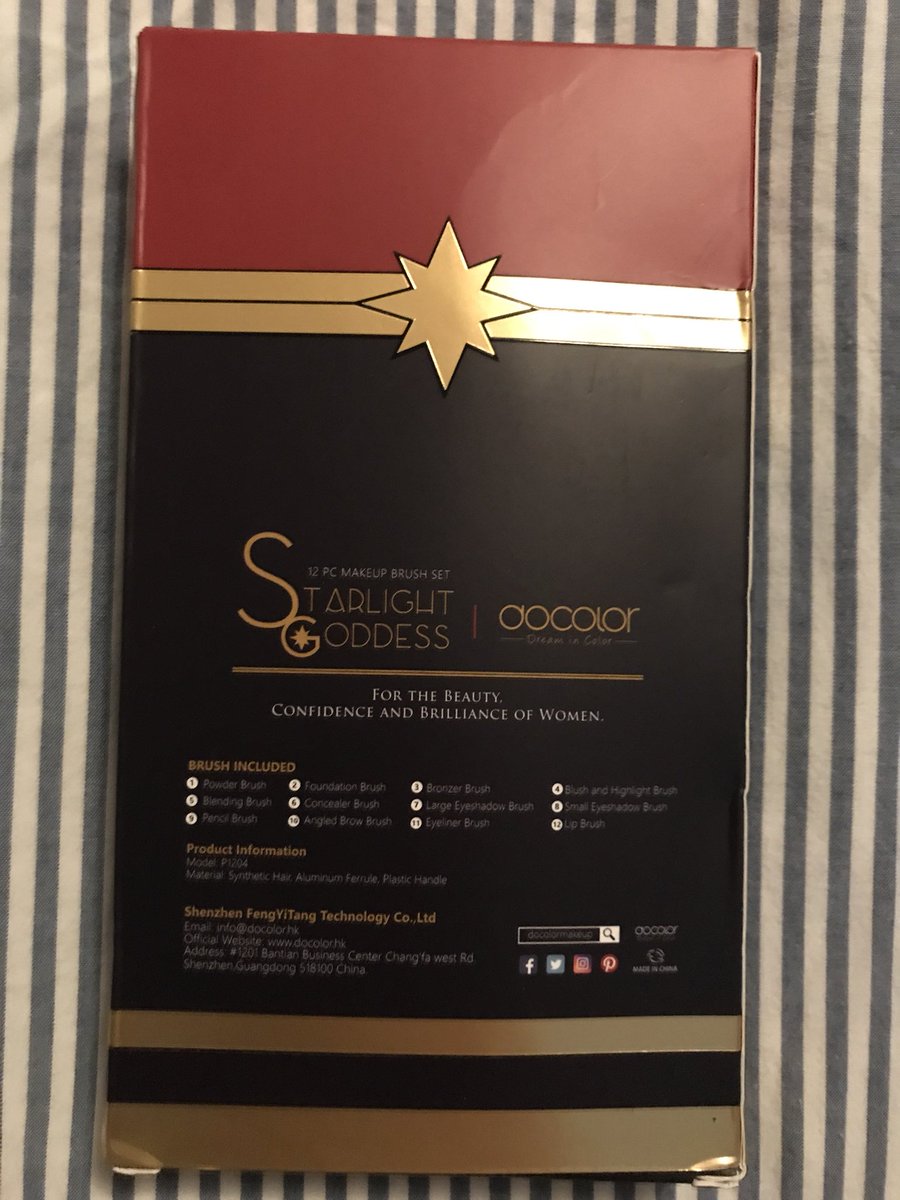 12 PC MAKEUP BRUSH SET
STARLIGHT
GODDESS
docolor
Dream in Color
FOR THE BEAUTY,
CONFIDENCE AND BRILLIANCE OF WOMEN.
BRUSH INCLUDED
1 Powder Brush 2 Foundation Brush 3 Bronzer Brush 4 Blush and Highlight Brush
5 Blending Brush 6 Concealer Brush 7 Large Eyeshadow Brush 8 Small Eyeshadow Brush
9 Pencil Brush 10 Angled Brow Brush 11 Eyeliner Brush 12 Lip Brush
Product Information
Model: P1204
Material: Synthetic Hair, Aluminum Ferrule, Plastic Handle
Shenzhen FengYiTang Technology Co.,Ltd
Email: info@docolor.hk
Official Website: www.docolor.hk
Address: #1201 Bantian Business Center Chang'fa west Rd.
Shenzhen,Guangdong 518100 China.
docolormakeup
docolor
MADE IN CHINA